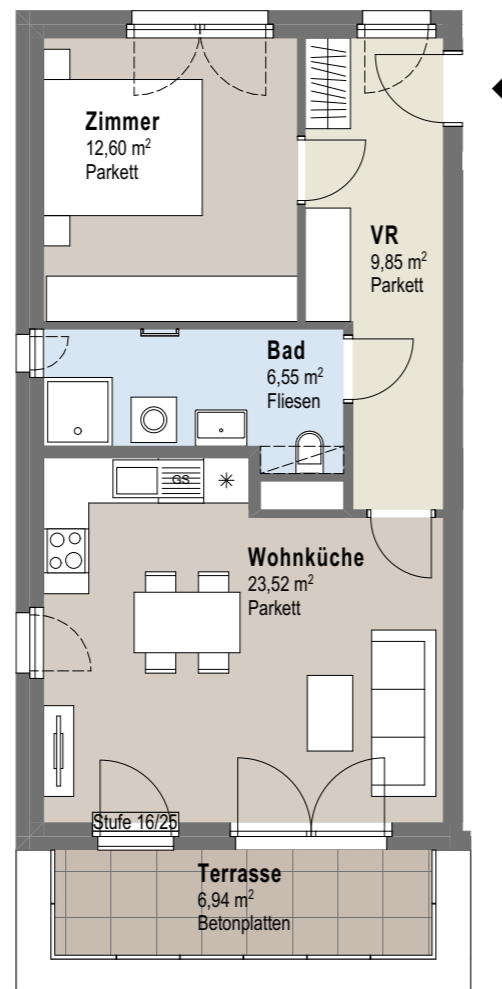 Zimmer
12,60 m²
Parkett
VR
9,85 m²
Parkett
Bad
6,55 m²
Fliesen
GS
Wohnküche
23,52 m²
Parkett
Stufe 16/25
Terrasse
6,94 m²
Betonplatten